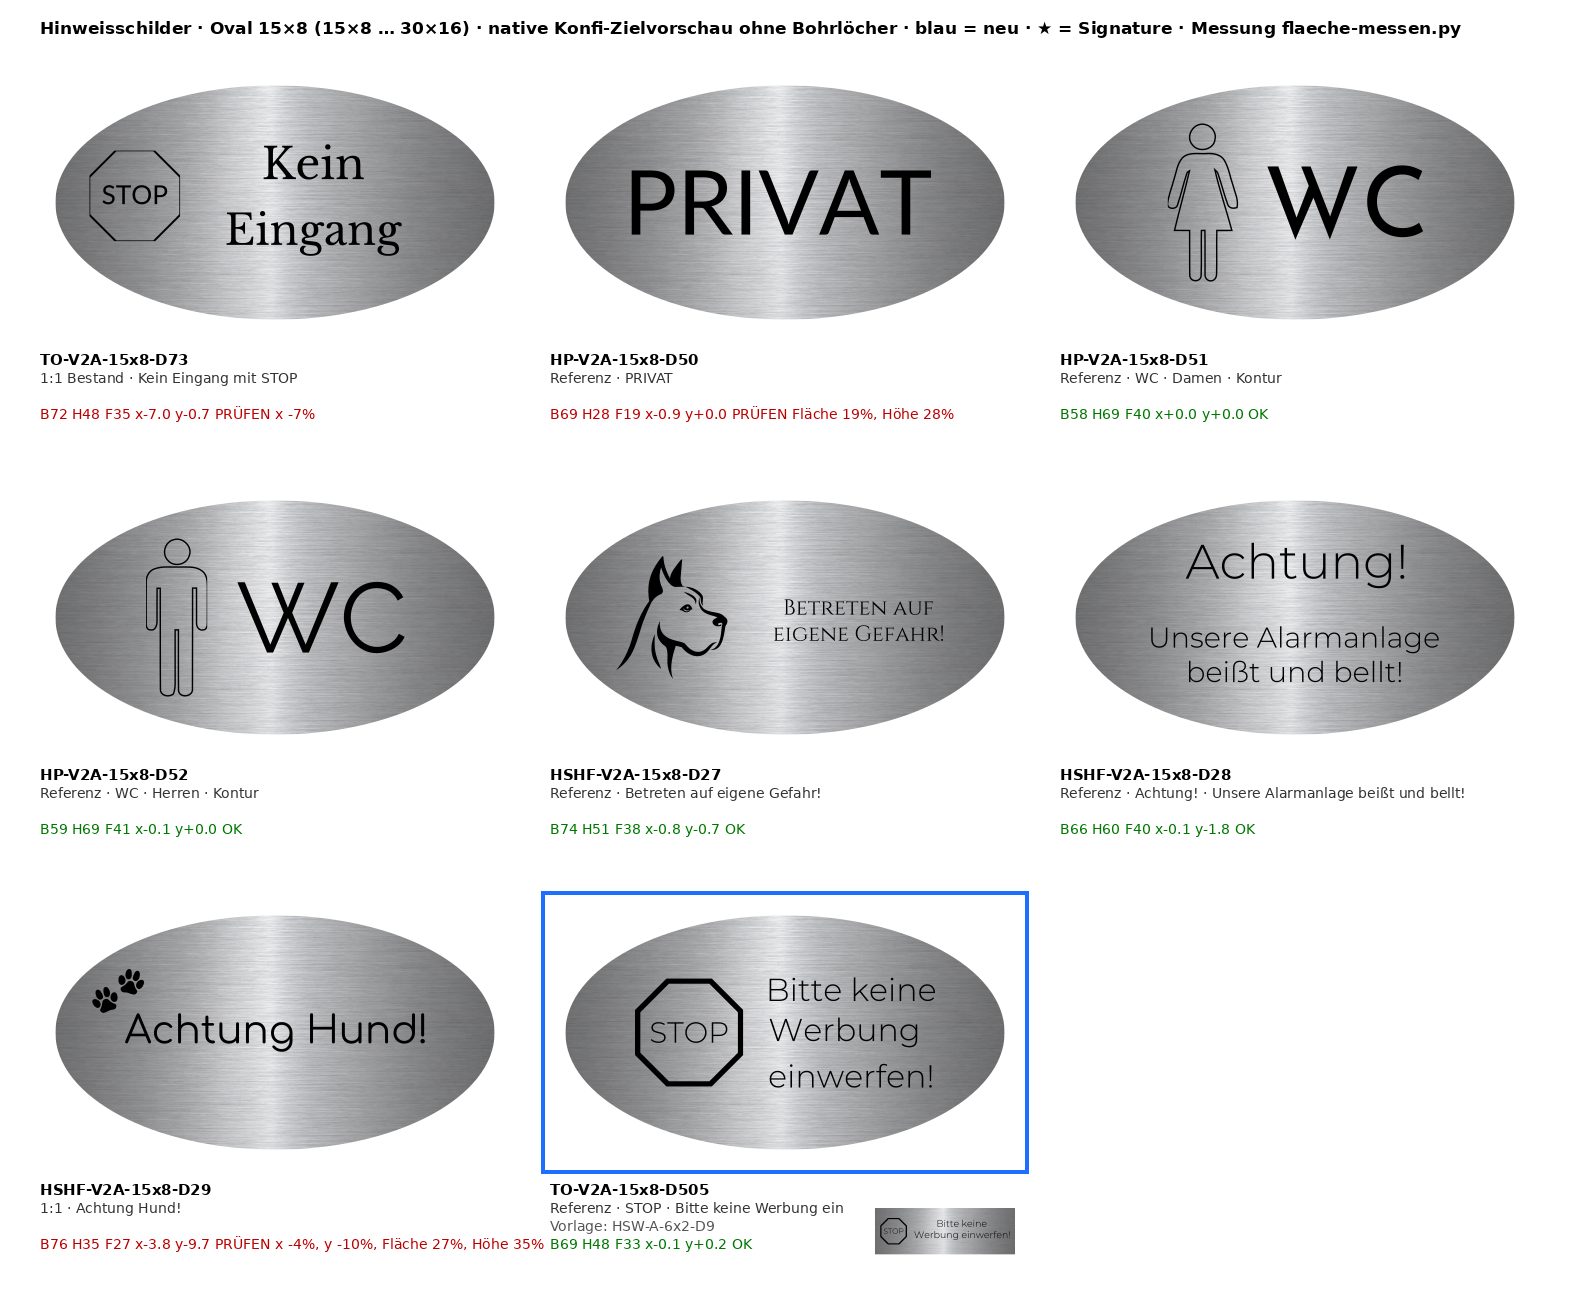 Hinweisschilder · Oval 15×8 (15×8 … 30×16) · native Konfi-Zielvorschau ohne Bohrlöcher · blau = neu · ★ = Signature · Messung flaeche-messen.py
STOP
Kein
Eingang
TO-V2A-15x8-D73
1:1 Bestand · Kein Eingang mit STOP
B72 H48 F35 x-7.0 y-0.7 PRÜFEN x -7%
PRIVAT
HP-V2A-15x8-D50
Referenz · PRIVAT
B69 H28 F19 x-0.9 y+0.0 PRÜFEN Fläche 19%, Höhe 28%
WC
HP-V2A-15x8-D51
Referenz · WC · Damen · Kontur
B58 H69 F40 x+0.0 y+0.0 OK
WC
HP-V2A-15x8-D52
Referenz · WC · Herren · Kontur
B59 H69 F41 x-0.1 y+0.0 OK
BETRETEN AUF
EIGENE GEFAHR!
HSHF-V2A-15x8-D27
Referenz · Betreten auf eigene Gefahr!
B74 H51 F38 x-0.8 y-0.7 OK
Achtung!
Unsere Alarmanlage
beißt und bellt!
HSHF-V2A-15x8-D28
Referenz · Achtung! · Unsere Alarmanlage beißt und bellt!
B66 H60 F40 x-0.1 y-1.8 OK
Achtung Hund!
HSHF-V2A-15x8-D29
1:1 · Achtung Hund!
B76 H35 F27 x-3.8 y-9.7 PRÜFEN x -4%, y -10%, Fläche 27%, Höhe 35%
STOP
Bitte keine
Werbung
einwerfen!
TO-V2A-15x8-D505
Referenz · STOP · Bitte keine Werbung ein
Vorlage: HSW-A-6x2-D9
B69 H48 F33 x-0.1 y+0.2 OK
STOP
Bitte keine
Werbung einwerfen!